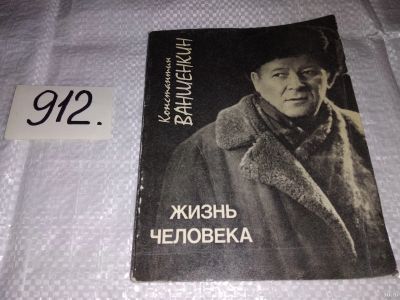 912.
Константин
ВАНШЕНКИН
ЖИЗНЬ
ЧЕЛОВЕКА